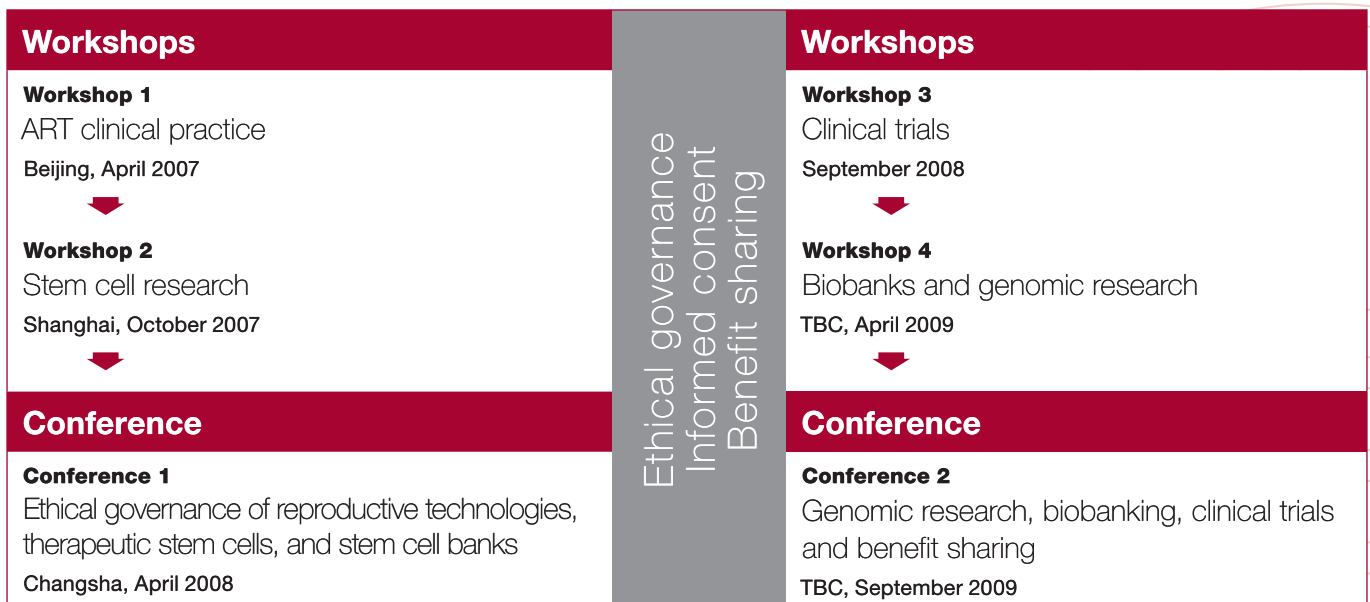 Workshops
Workshop 1
ART clinical practice
Beijing, April 2007
Workshop 2
Stem cell research
Shanghai, October 2007
Conference
Conference 1
Ethical governance of reproductive technologies,
therapeutic stem cells, and stem cell banks
Changsha, April 2008
Ethical governance
Informed consent
Benefit sharing
Workshops
Workshop 3
Clinical trials
September 2008
Workshop 4
Biobanks and genomic research
TBC, April 2009
Conference
Conference 2
Genomic research, biobanking, clinical trials
and benefit sharing
TBC, September 2009